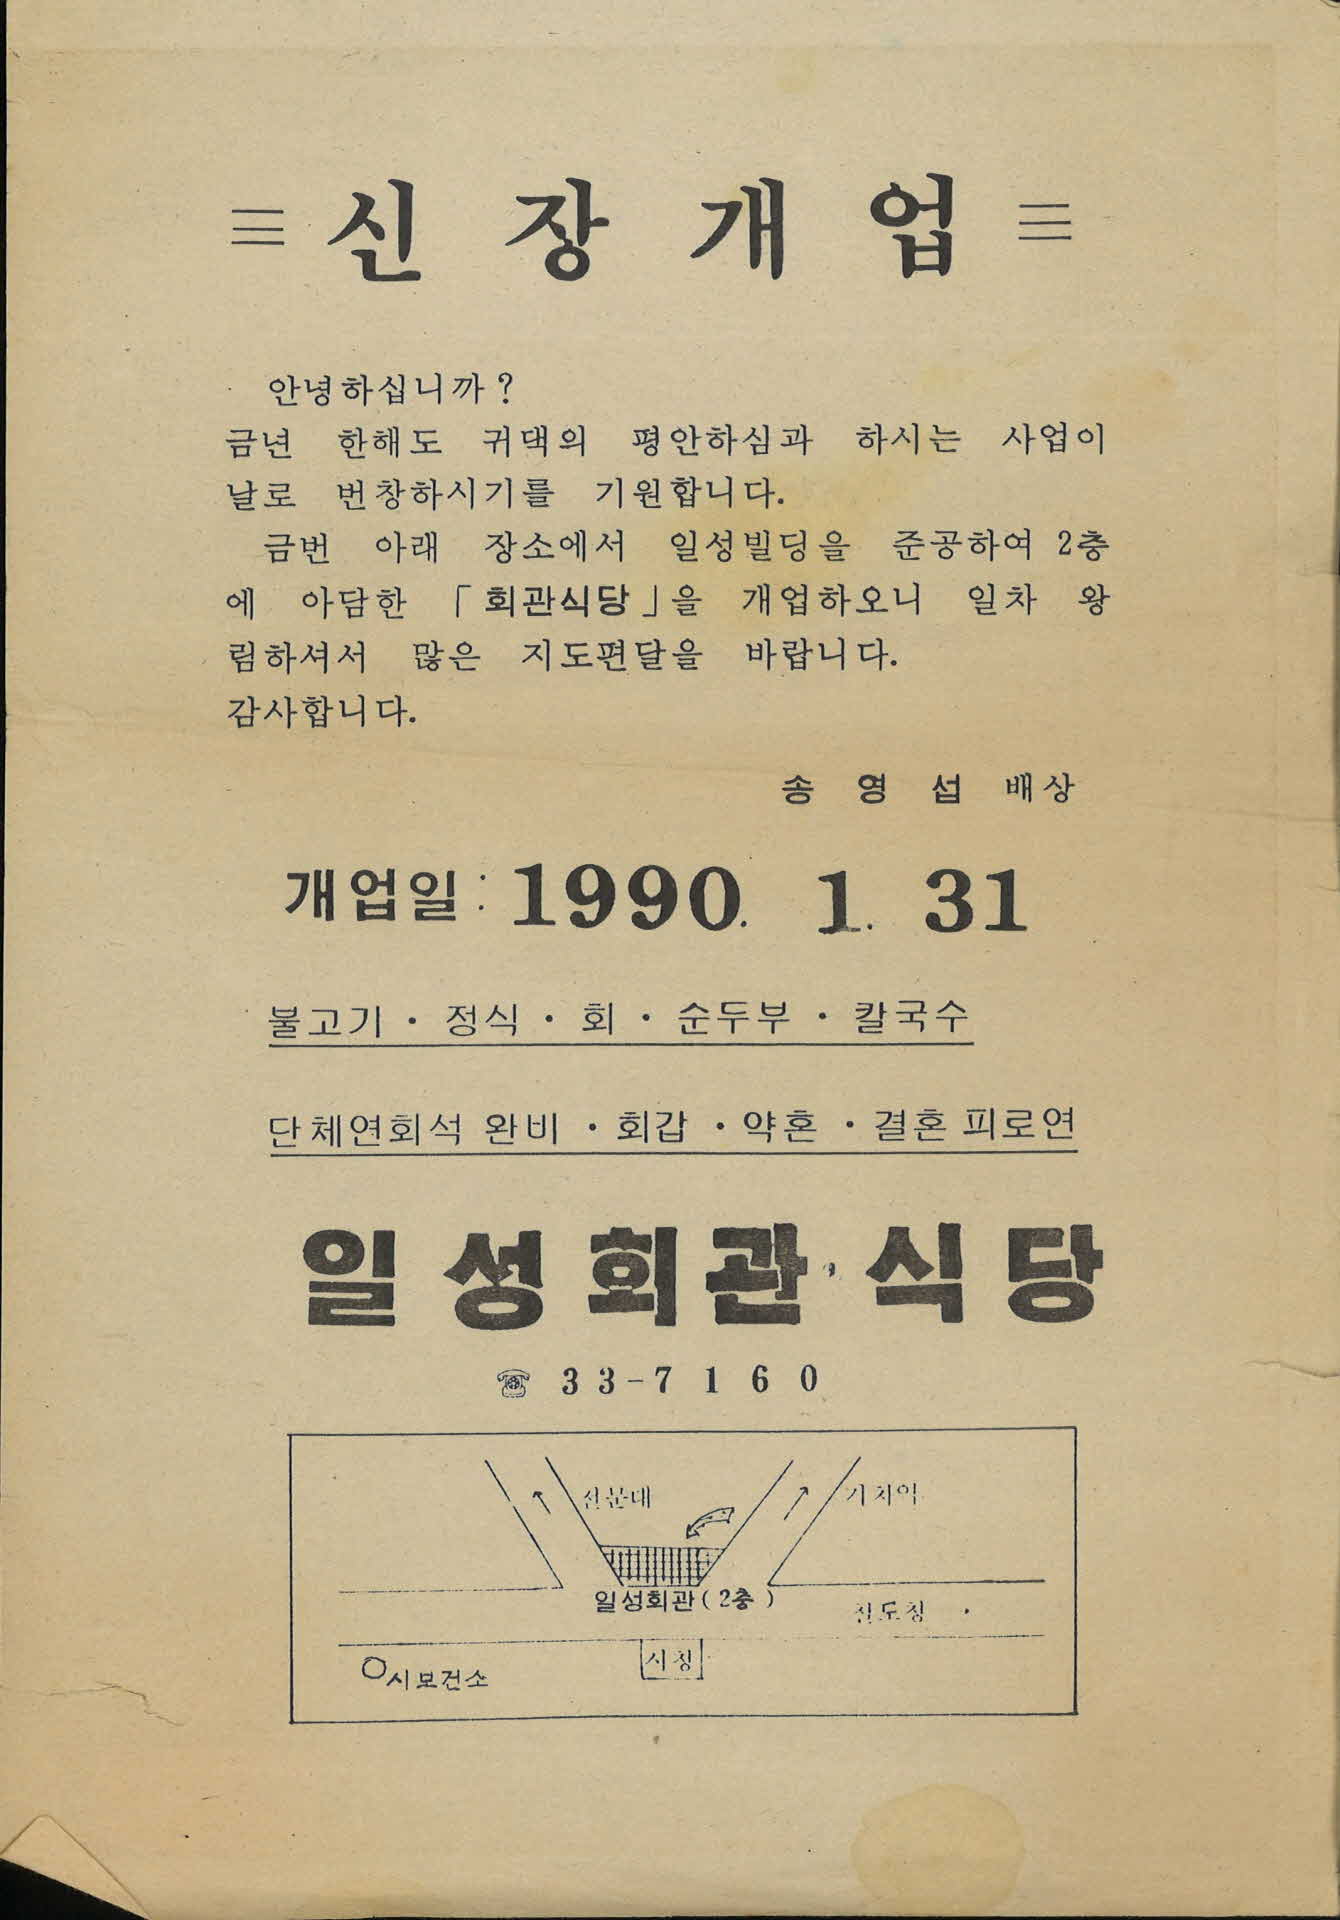 ≡ 신장개업 ≡
안녕하십니까?
금년 한해도 귀댁의 평안하심과 하시는 사업이
날로 번창하시기를 기원합니다.
금번 아래 장소에서 일성빌딩을 준공하여 2층
에 아담한 「회관식당」을 개업하오니 일차 왕
림하셔서 많은 지도편달을 바랍니다.
감사합니다.
송 영 섭 배상
개업일: 1990. 1. 31
불고기 · 정식 · 회 · 순두부 · 칼국수
단체연회석 완비 · 회갑 · 약혼 · 결혼 피로연
일성회관 식당
☎ 33-7160
전문대
기차역
일성회관(2층)
시청
시보건소